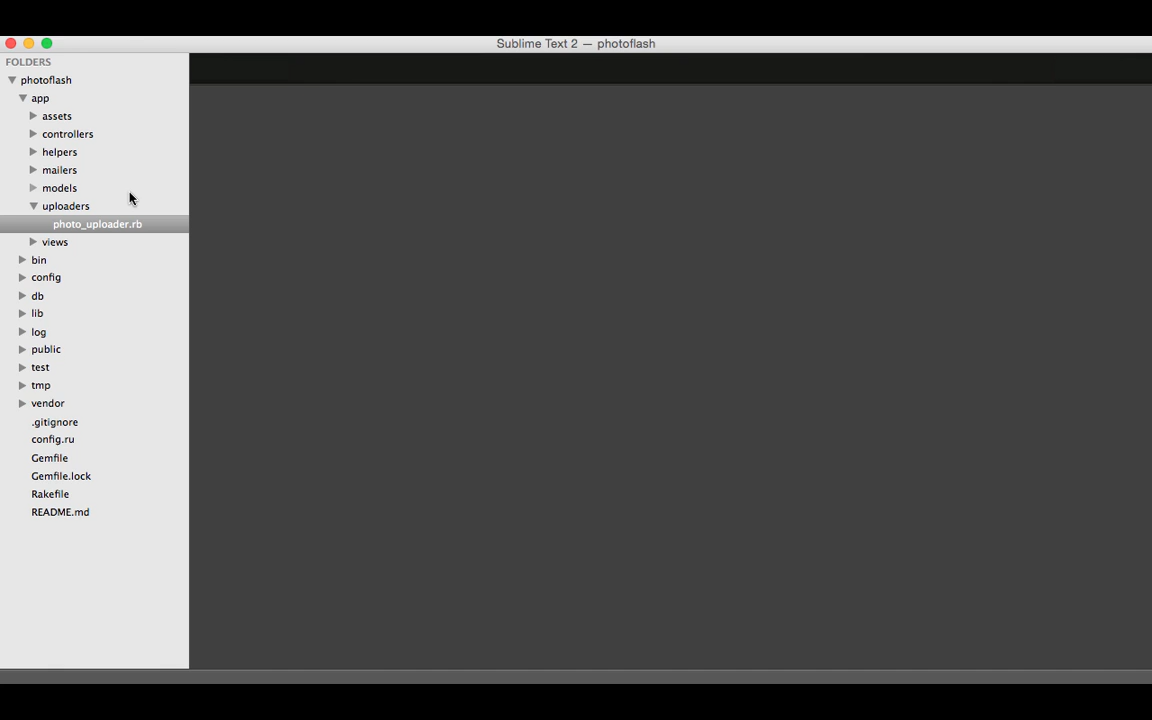 Sublime Text 2 — photoflash
FOLDERS
photoflash
app
assets
controllers
helpers
mailers
models
uploaders
photo_uploader.rb
views
bin
config
db
lib
log
public
test
tmp
vendor
.gitignore
config.ru
Gemfile
Gemfile.lock
Rakefile
README.md